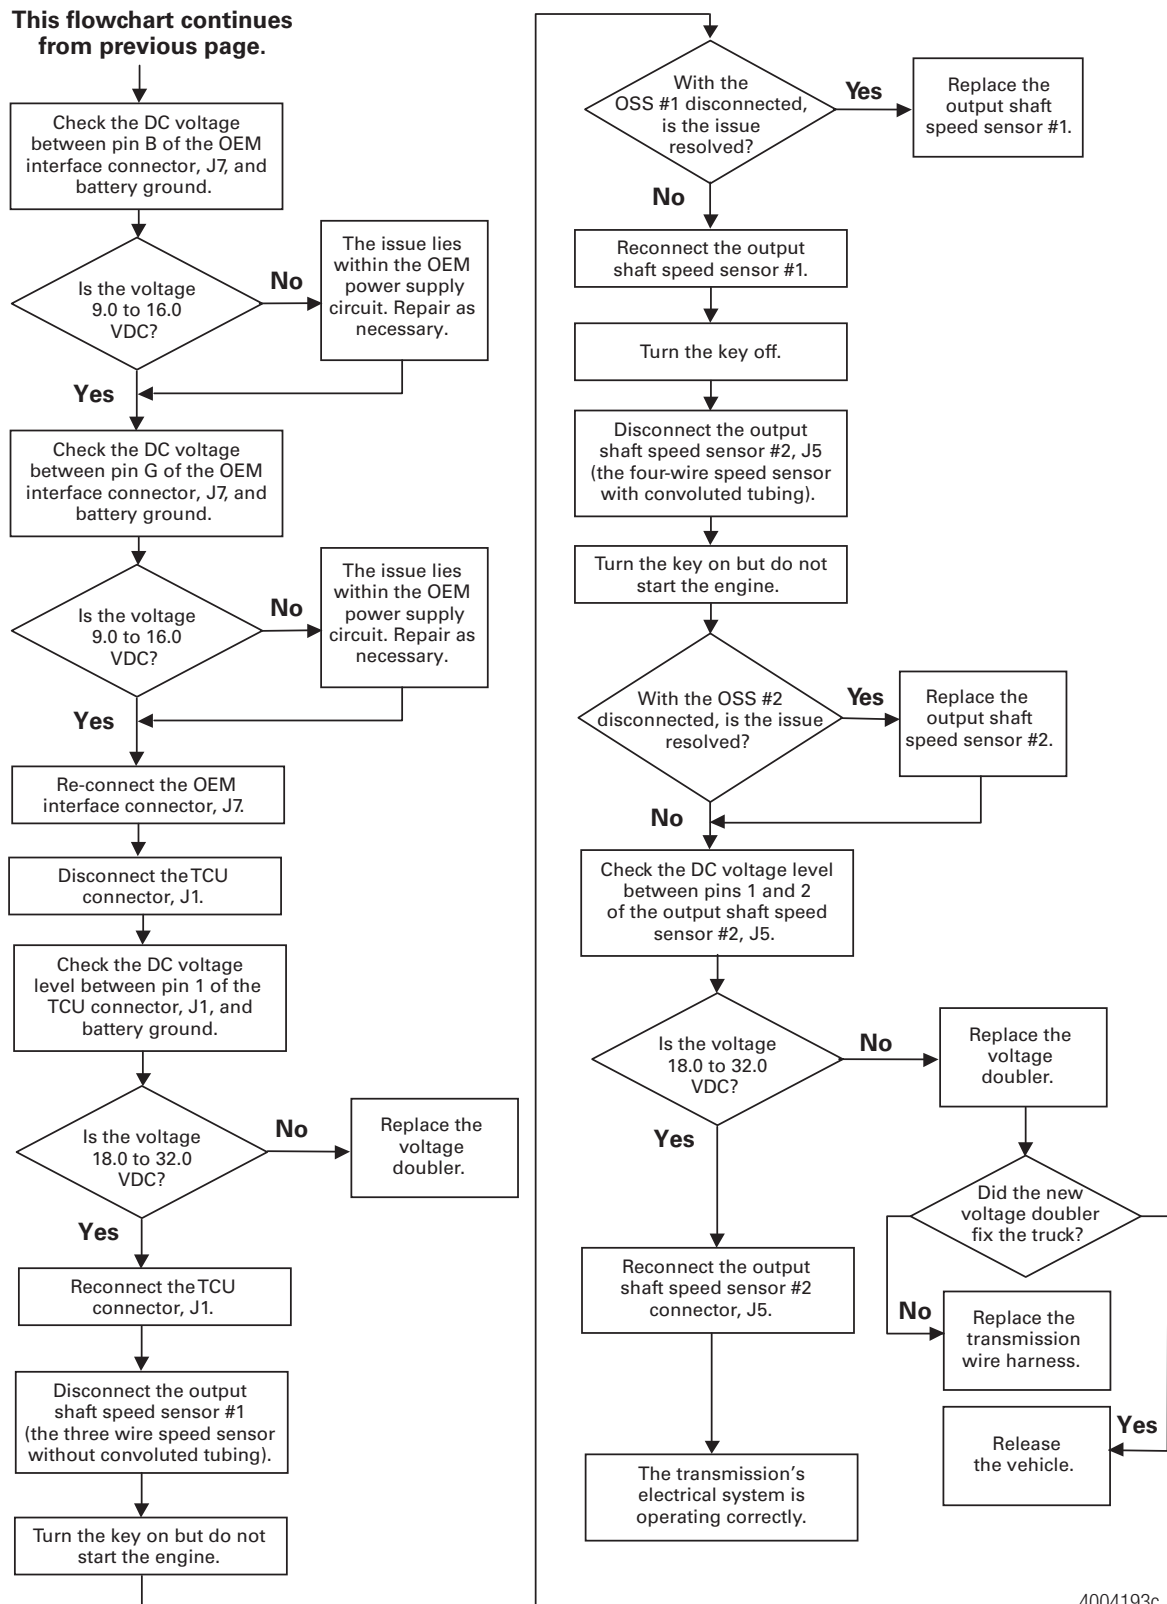 This flowchart continues
from previous page.
Check the DC voltage
between pin B of the OEM
interface connector, J7, and
battery ground.
Is the voltage
9.0 to 16.0
VDC?
No
The issue lies
within the OEM
power supply
circuit. Repair as
necessary.
Yes
Check the DC voltage
between pin G of the OEM
interface connector, J7, and
battery ground.
Is the voltage
9.0 to 16.0
VDC?
No
The issue lies
within the OEM
power supply
circuit. Repair as
necessary.
Yes
Re-connect the OEM
interface connector, J7.
Disconnect the TCU
connector, J1.
Check the DC voltage
level between pin 1 of the
TCU connector, J1, and
battery ground.
Is the voltage
18.0 to 32.0
VDC?
No
Replace the
voltage
doubler.
Yes
Reconnect the TCU
connector, J1.
Disconnect the output
shaft speed sensor #1
(the three wire speed sensor
without convoluted tubing).
Turn the key on but do not
start the engine.
With the
OSS #1 disconnected,
is the issue
resolved?
Yes
Replace the
output shaft
speed sensor #1.
No
Reconnect the output
shaft speed sensor #1.
Turn the key off.
Disconnect the output
shaft speed sensor #2, J5
(the four-wire speed sensor
with convoluted tubing).
Turn the key on but do not
start the engine.
With the OSS #2
disconnected, is the issue
resolved?
Yes
Replace the
output shaft
speed sensor #2.
No
Check the DC voltage level
between pins 1 and 2
of the output shaft speed
sensor #2, J5.
Is the voltage
18.0 to 32.0
VDC?
No
Replace the
voltage
doubler.
Yes
Did the new
voltage doubler
fix the truck?
Reconnect the output
shaft speed sensor #2
connector, J5.
No
Replace the
transmission
wire harness.
Yes
Release
the vehicle.
The transmission's
electrical system is
operating correctly.
4004193c